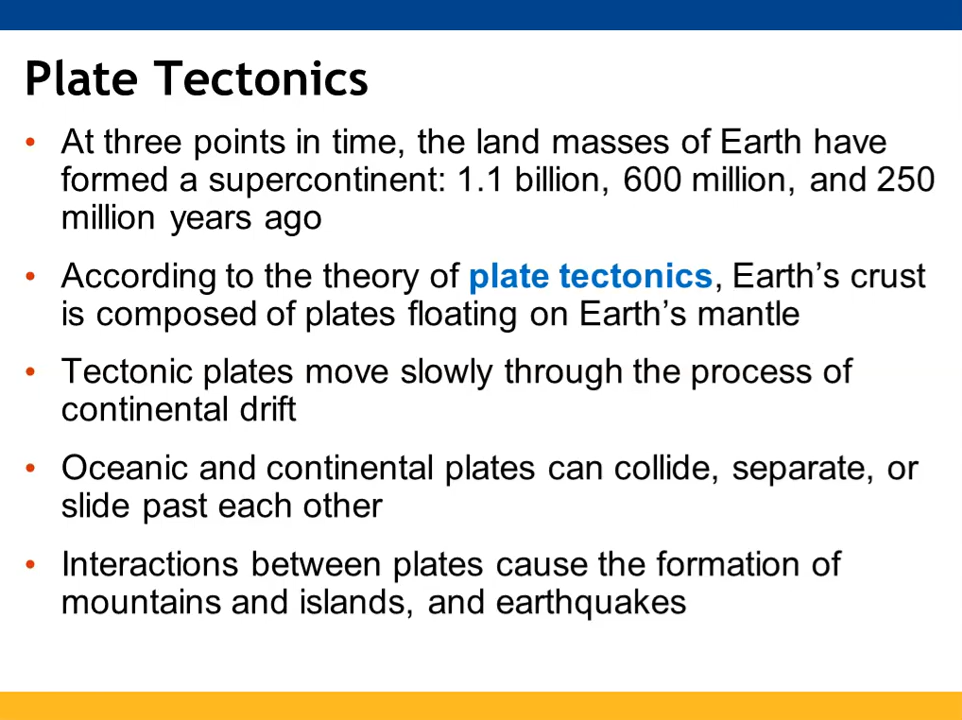 Plate Tectonics
• At three points in time, the land masses of Earth have
formed a supercontinent: 1.1 billion, 600 million, and 250
million years ago
• According to the theory of plate tectonics, Earth’s crust
is composed of plates floating on Earth’s mantle
• Tectonic plates move slowly through the process of
continental drift
• Oceanic and continental plates can collide, separate, or
slide past each other
• Interactions between plates cause the formation of
mountains and islands, and earthquakes